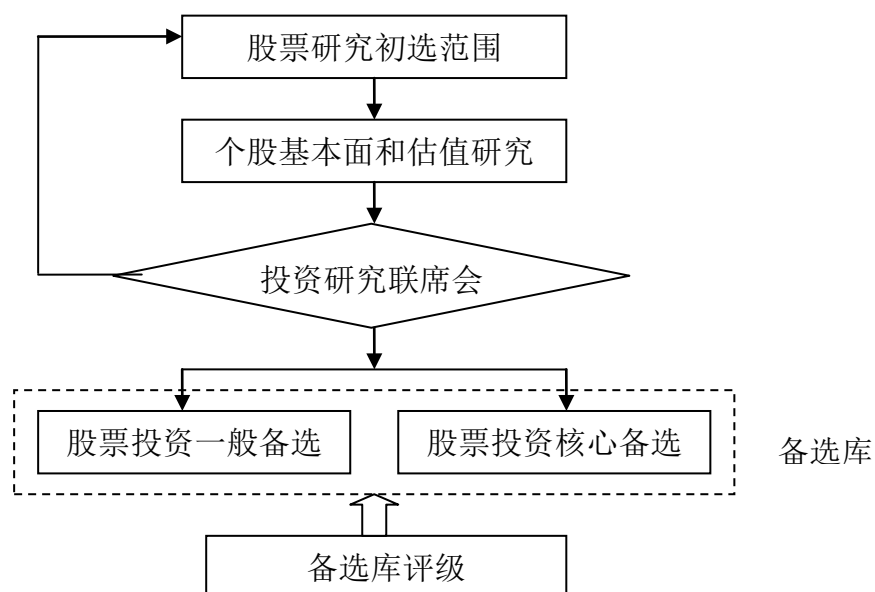 股票研究初选范围
个股基本面和估值研究
投资研究联席会
股票投资一般备选
股票投资核心备选
备选库
备选库评级